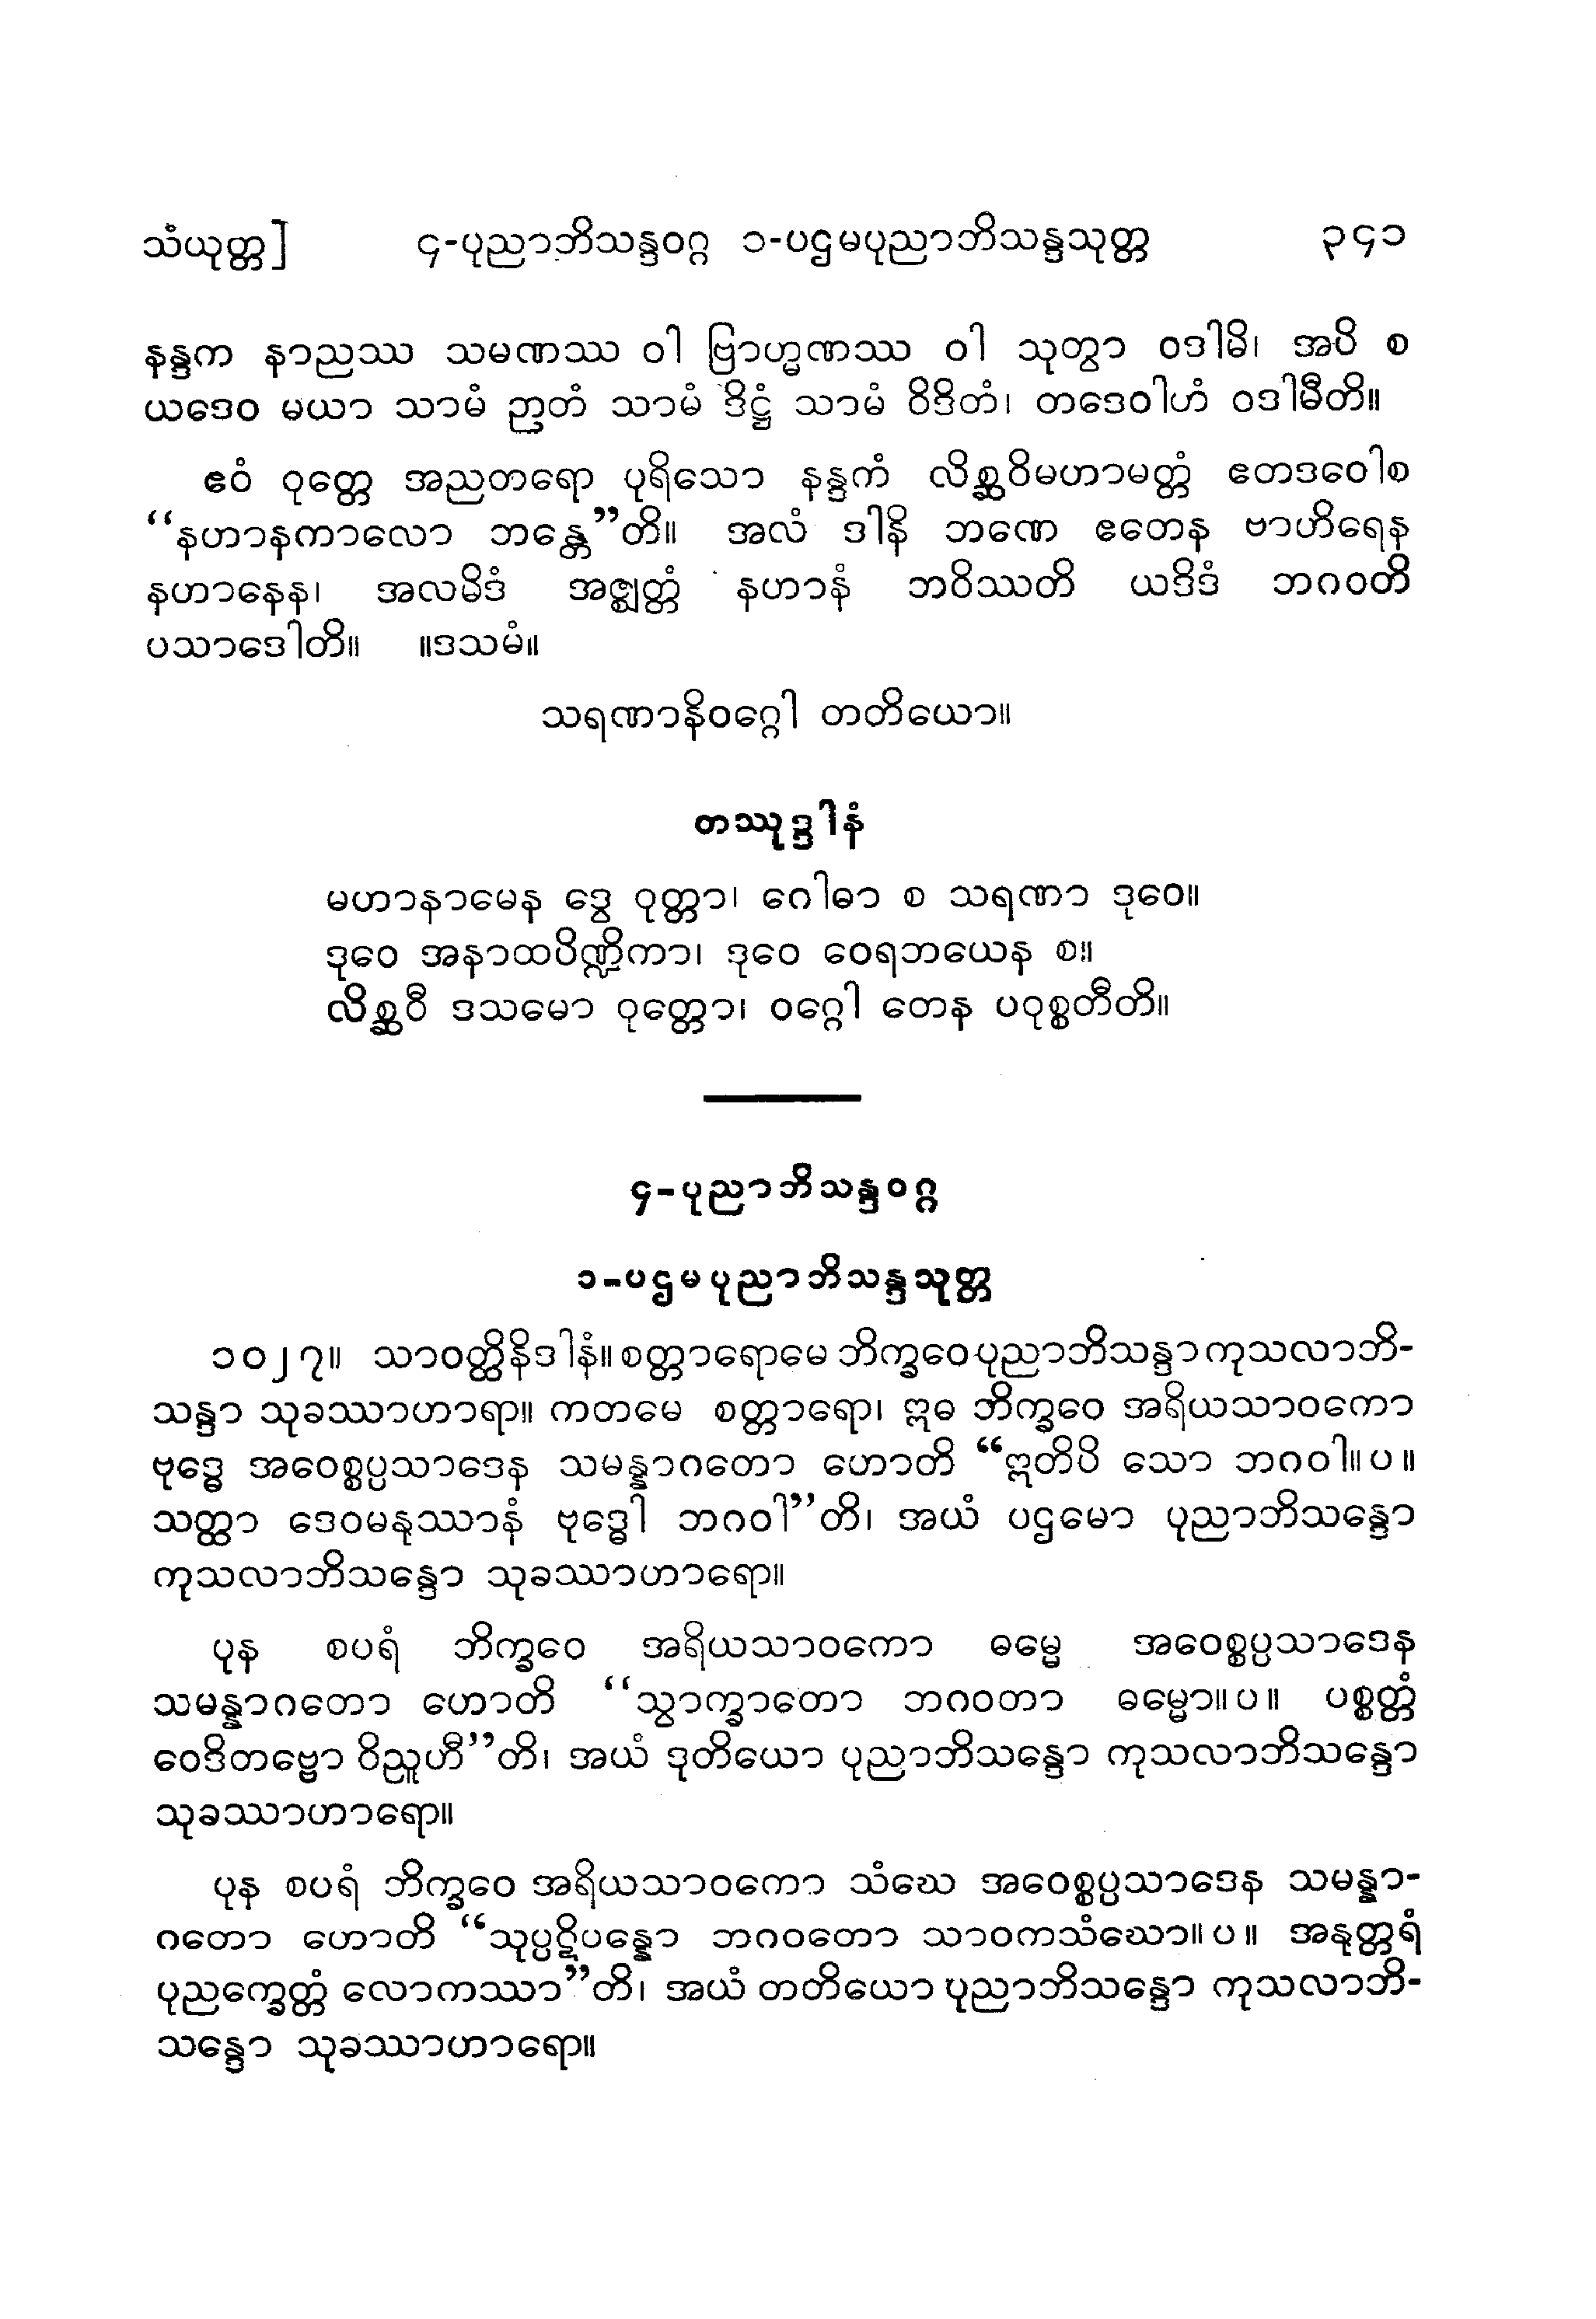 သံယုတ္တ] ၄-ပုညာဘိသန္ဒဝဂ္ဂ ၁-ပဌမပုညာဘိသန္ဒသုတ္တ ၃၄၁
နန္ဒက နာညဿ သမဏဿ ဝါ ဗြာဟ္မဏဿ ဝါ သုတွာ ဝဒါမိ၊ အပိ စ
ယဒေဝ မယာ သာမံ ဉာတံ သာမံ ဒိဋ္ဌံ သာမံ ဝိဒိတံ၊ တဒေဝါဟံ ဝဒါမီတိ။
ဧဝံ ဝုတ္တေ အညတရော ပုရိသော နန္ဒကံ လိစ္ဆဝိမဟာမတ္တံ ဧတဒဝေါစ
“နဟာနကာလော ဘန္တေ”တိ။ အလံ ဒါနိ ဘဏေ ဧတေန ဗာဟိရေန
နဟာနေန၊ အလမိဒံ အဇ္ဈတ္တံ နဟာနံ ဘဝိဿတိ ယဒိဒံ ဘဂဝတိ
ပသာဒေါတိ။ ။ဒသမံ။
သရဏာနိဝဂ္ဂေါ တတိယော။
တဿုဒ္ဒါနံ
မဟာနာမေန ဒွေ ဝုတ္တာ၊ ဂေါဓာ စ သရဏာ ဒုဝေ။
ဒုဝေ အနာထပိဏ္ဍိကာ၊ ဒုဝေ ဝေရဘယေန စ။
လိစ္ဆဝီ ဒသမော ဝုတ္တော၊ ဝဂ္ဂေါ တေန ပဝုစ္စတီတိ။
၄-ပုညာဘိသန္ဒဝဂ္ဂ
၁-ပဌမပုညာဘိသန္ဒသုတ္တ
၁၀၂၇။ သာဝတ္ထိနိဒါနံ။ စတ္တာရောမေ ဘိက္ခဝေ ပုညာဘိသန္ဒာ ကုသလာဘိ-
သန္ဒာ သုခဿာဟာရာ။ ကတမေ စတ္တာရော၊ ဣဓ ဘိက္ခဝေ အရိယသာဝကော
ဗုဒ္ဓေ အဝေစ္စပ္ပသာဒေန သမန္နာဂတော ဟောတိ “ဣတိပိ သော ဘဂဝါ။ပ။
သတ္ထာ ဒေဝမနုဿာနံ ဗုဒ္ဓေါ ဘဂဝါ”တိ၊ အယံ ပဌမော ပုညာဘိသန္ဒော
ကုသလာဘိသန္ဒော သုခဿာဟာရော။
ပုန စပရံ ဘိက္ခဝေ အရိယသာဝကော ဓမ္မေ အဝေစ္စပ္ပသာဒေန
သမန္နာဂတော ဟောတိ “သွာက္ခာတော ဘဂဝတာ ဓမ္မော။ပ။ ပစ္စတ္တံ
ဝေဒိတဗ္ဗော ဝိညူဟီ”တိ၊ အယံ ဒုတိယော ပုညာဘိသန္ဒော ကုသလာဘိသန္ဒော
သုခဿာဟာရော။
ပုန စပရံ ဘိက္ခဝေ အရိယသာဝကော သံဃေ အဝေစ္စပ္ပသာဒေန သမန္နာ-
ဂတော ဟောတိ “သုပ္ပဋိပန္နော ဘဂဝတော သာဝကသံဃော။ပ။ အနုတ္တရံ
ပုညက္ခေတ္တံ လောကဿာ”တိ၊ အယံ တတိယော ပုညာဘိသန္ဒော ကုသလာဘိ-
သန္ဒော သုခဿာဟာရော။